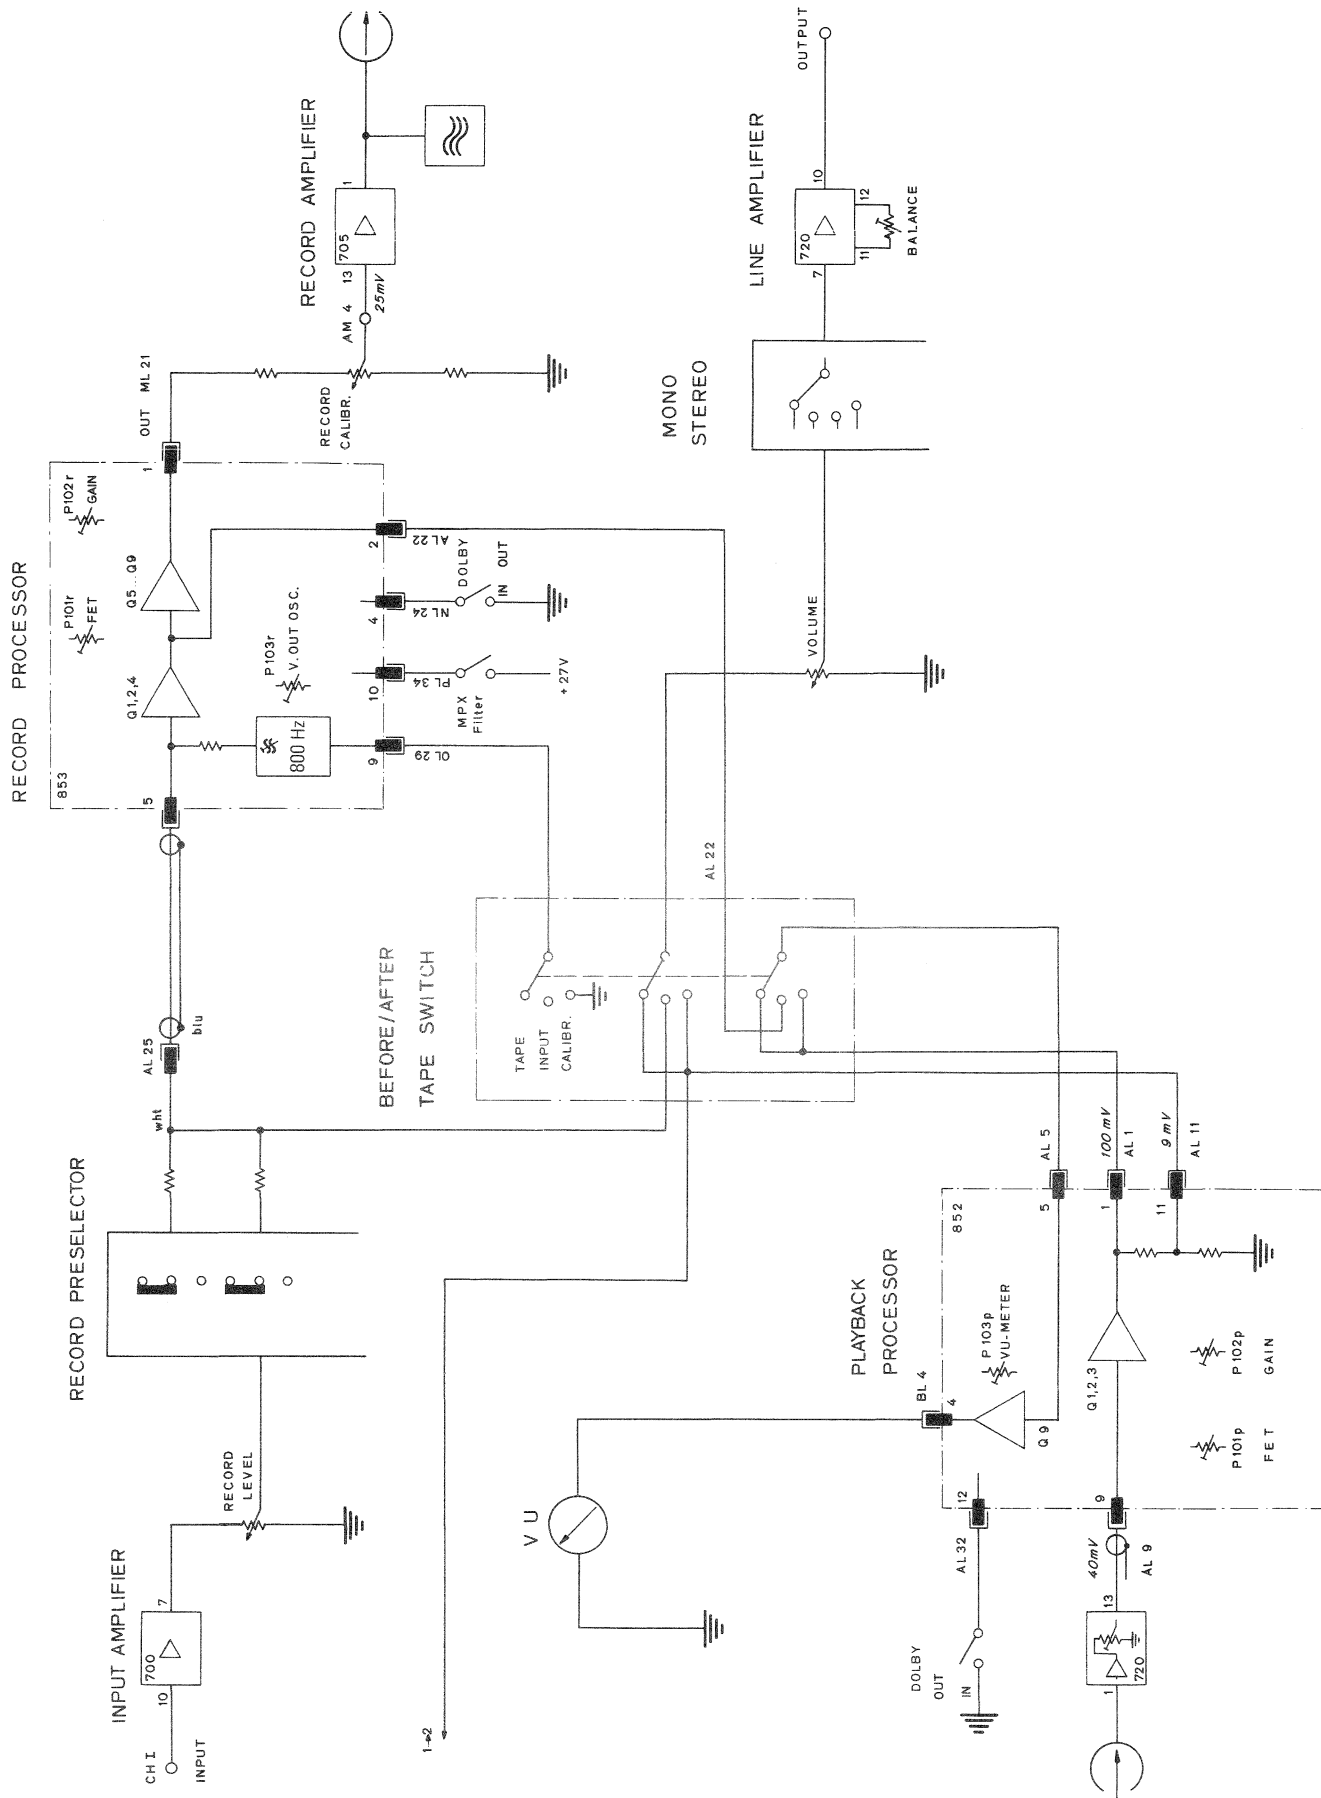 INPUT AMPLIFIER
CH I
INPUT
10
700
7
RECORD
LEVEL
RECORD PRESELECTOR
wht
AL 25
blu
RECORD PROCESSOR
853
5
Q1,2,4
P101r
FET
Q5...Q9
P102r
GAIN
800 Hz
P103r
V. OUT OSC.
1
OUT
ML 21
9
OL 29
10
PL 34
MPX
Filter
+27V
4
NL 24
DOLBY
IN
OUT
2
AL 22
RECORD
CALIBR.
AM 4
25mV
RECORD AMPLIFIER
13
705
1
BEFORE/AFTER
TAPE SWITCH
TAPE
INPUT
CALIBR.
AL 22
1→2
VU
VOLUME
MONO
STEREO
LINE AMPLIFIER
7
720
10
11
12
BALANCE
OUTPUT
PLAYBACK
PROCESSOR
852
BL 4
4
Q 9
P103p
VU-METER
5
AL 5
DOLBY
OUT
IN
AL 32
12
1
720
13
40mV
AL 9
9
Q 1,2,3
P101p
FET
P102p
GAIN
1
100 mV
AL 1
11
9 mV
AL 11